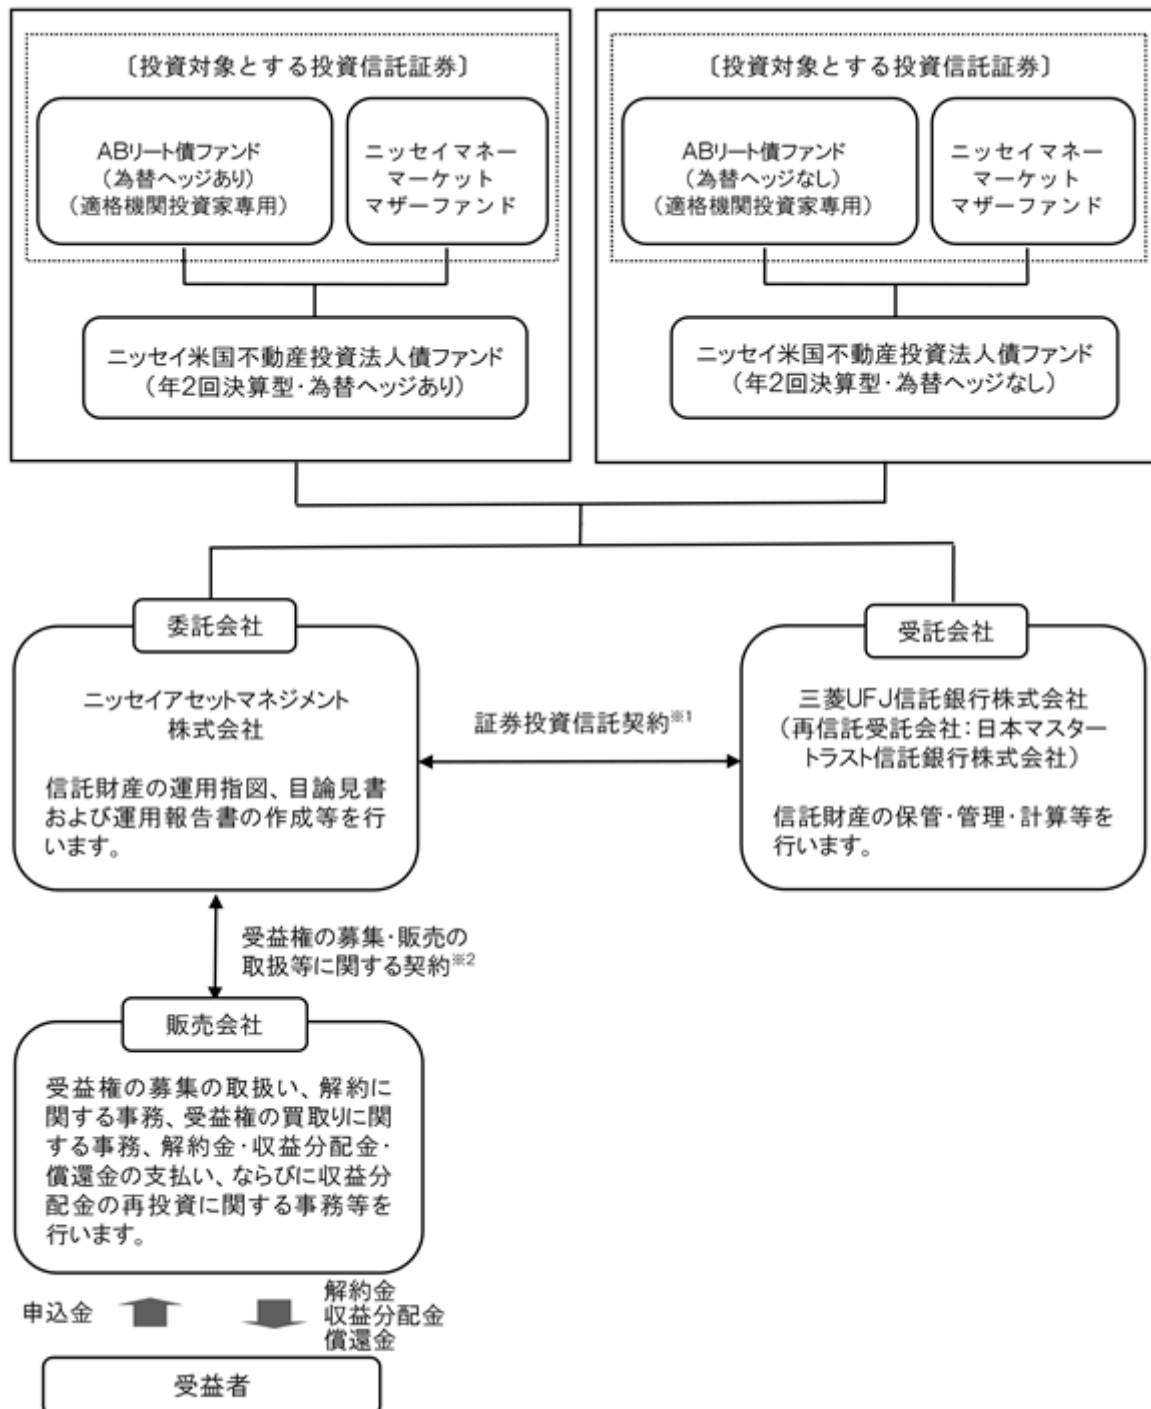 〔投資対象とする投資信託証券〕
ABリート債ファンド
（為替ヘッジあり）
（適格機関投資家専用）
ニッセイマネー
マーケット
マザーファンド
ニッセイ米国不動産投資法人債ファンド
（年2回決算型・為替ヘッジあり）
〔投資対象とする投資信託証券〕
ABリート債ファンド
（為替ヘッジなし）
（適格機関投資家専用）
ニッセイマネー
マーケット
マザーファンド
ニッセイ米国不動産投資法人債ファンド
（年2回決算型・為替ヘッジなし）
委託会社
ニッセイアセットマネジメント
株式会社
信託財産の運用指図、目論見書
および運用報告書の作成等を行
います。
証券投資信託契約※1
受託会社
三菱UFJ信託銀行株式会社
（再信託受託会社：日本マスター
トラスト信託銀行株式会社）
信託財産の保管・管理・計算等を
行います。
受益権の募集・販売の
取扱等に関する契約※2
販売会社
受益権の募集の取扱い、解約に
関する事務、受益権の買取りに関
する事務、解約金・収益分配金・
償還金の支払い、ならびに収益分
配金の再投資に関する事務等を
行います。
申込金
解約金
収益分配金
償還金
受益者